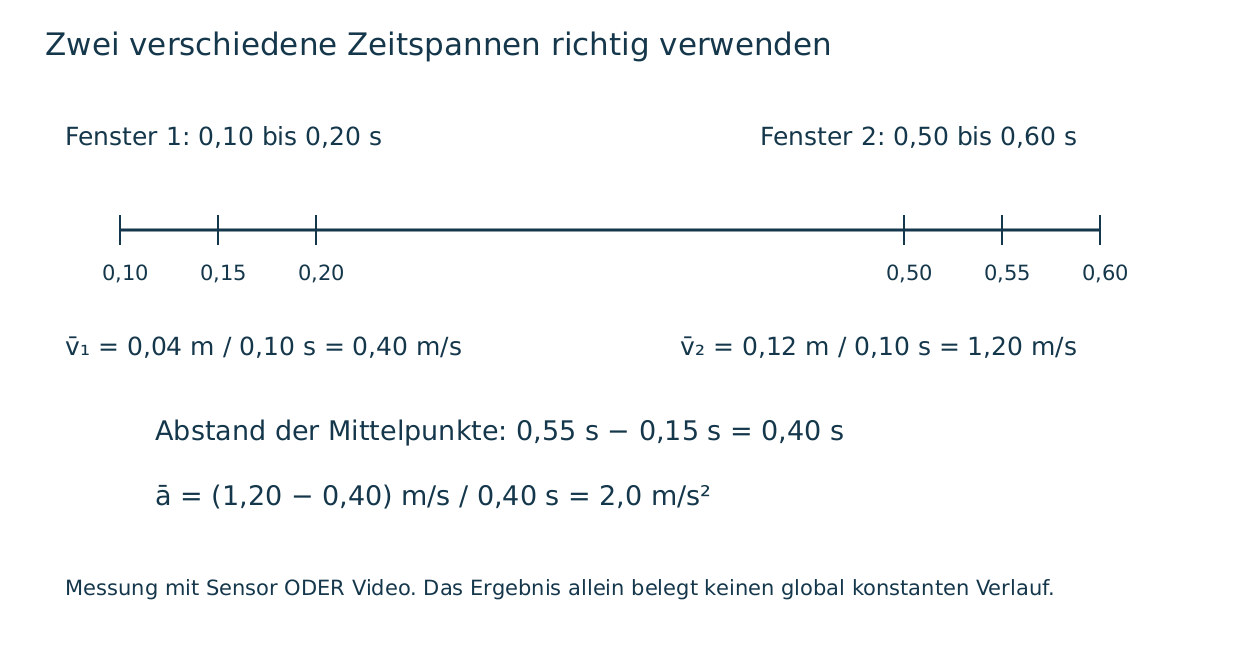 Zwei verschiedene Zeitspannen richtig verwenden
Fenster 1: 0,10 bis 0,20 s
Fenster 2: 0,50 bis 0,60 s
0,10 0,15 0,20 0,50 0,55 0,60
v̄₁ = 0,04 m / 0,10 s = 0,40 m/s
v̄₂ = 0,12 m / 0,10 s = 1,20 m/s
Abstand der Mittelpunkte: 0,55 s − 0,15 s = 0,40 s
ā = (1,20 − 0,40) m/s / 0,40 s = 2,0 m/s²
Messung mit Sensor ODER Video. Das Ergebnis allein belegt keinen global konstanten Verlauf.